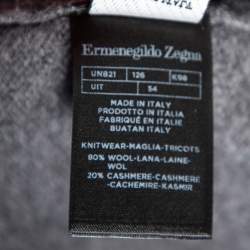 Ermenegildo Zegna
UN821 126 K98
UIT 54
MADE IN ITALY
PRODOTTO IN ITALIA
FABRIQUÉ EN ITALIE
BUATAN ITALY
KNITWEAR-MAGLIA-TRICOTS
80% WOOL-LANA-LAINE-
WOL
20% CASHMERE-CASHMERE
-CACHEMIRE-KASMIR